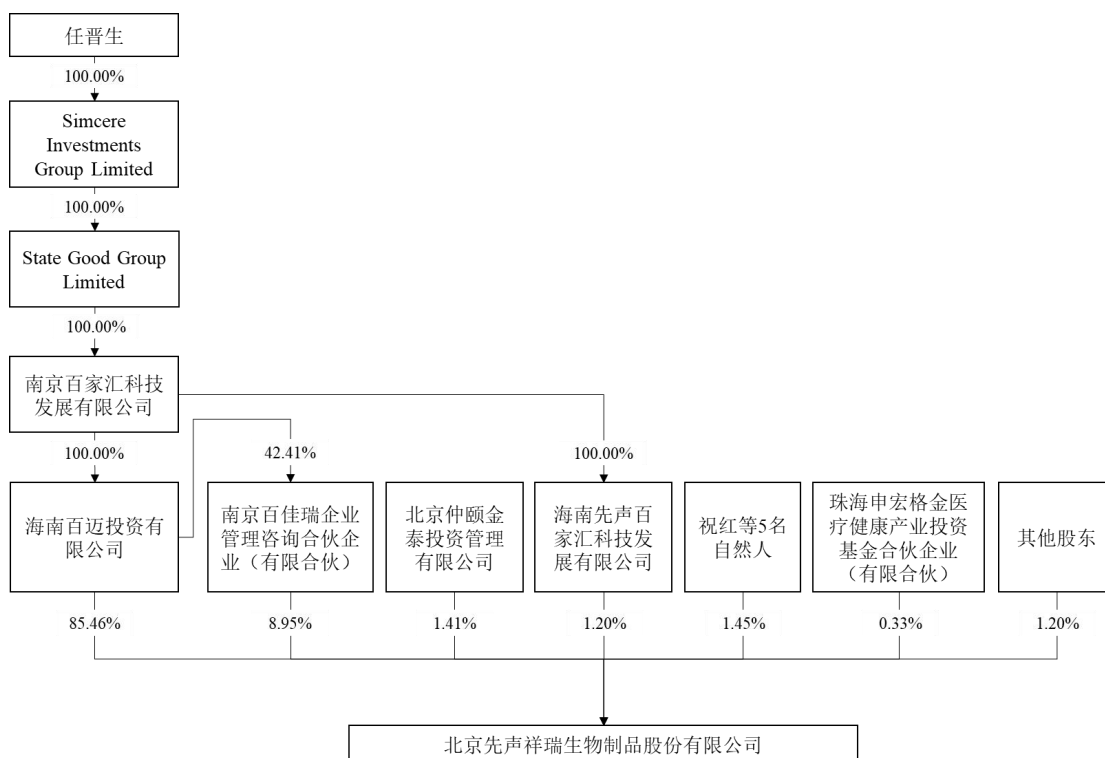 任晋生
100.00%
Simcere
Investments
Group Limited
100.00%
State Good Group
Limited
100.00%
南京百家汇科技
发展有限公司
100.00%
42.41%
100.00%
海南百迈投资有
限公司
南京百佳瑞企业
管理咨询合伙企
业（有限合伙）
北京仲颐金
泰投资管理
有限公司
海南先声百
家汇科技发
展有限公司
祝红等5名
自然人
珠海申宏格金医
疗健康产业投资
基金合伙企业
（有限合伙）
其他股东
85.46%
8.95%
1.41%
1.20%
1.45%
0.33%
1.20%
北京先声祥瑞生物制品股份有限公司